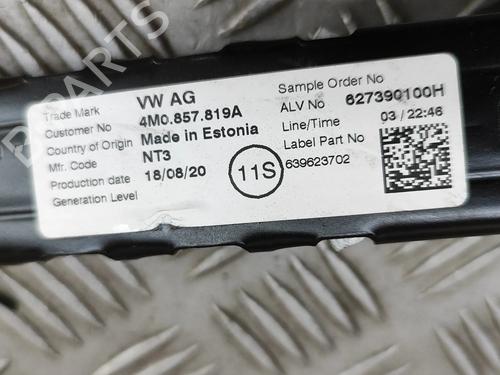 B PARTS
Trade Mark VW AG
Customer No 4M0.857.819A
Country of Origin Made in Estonia
Mfr. Code NT3
Production date 18/08/20
Generation Level
11S
Sample Order No
ALV No 627390100H
Line/Time 03 / 22:46
Label Part No
639623702